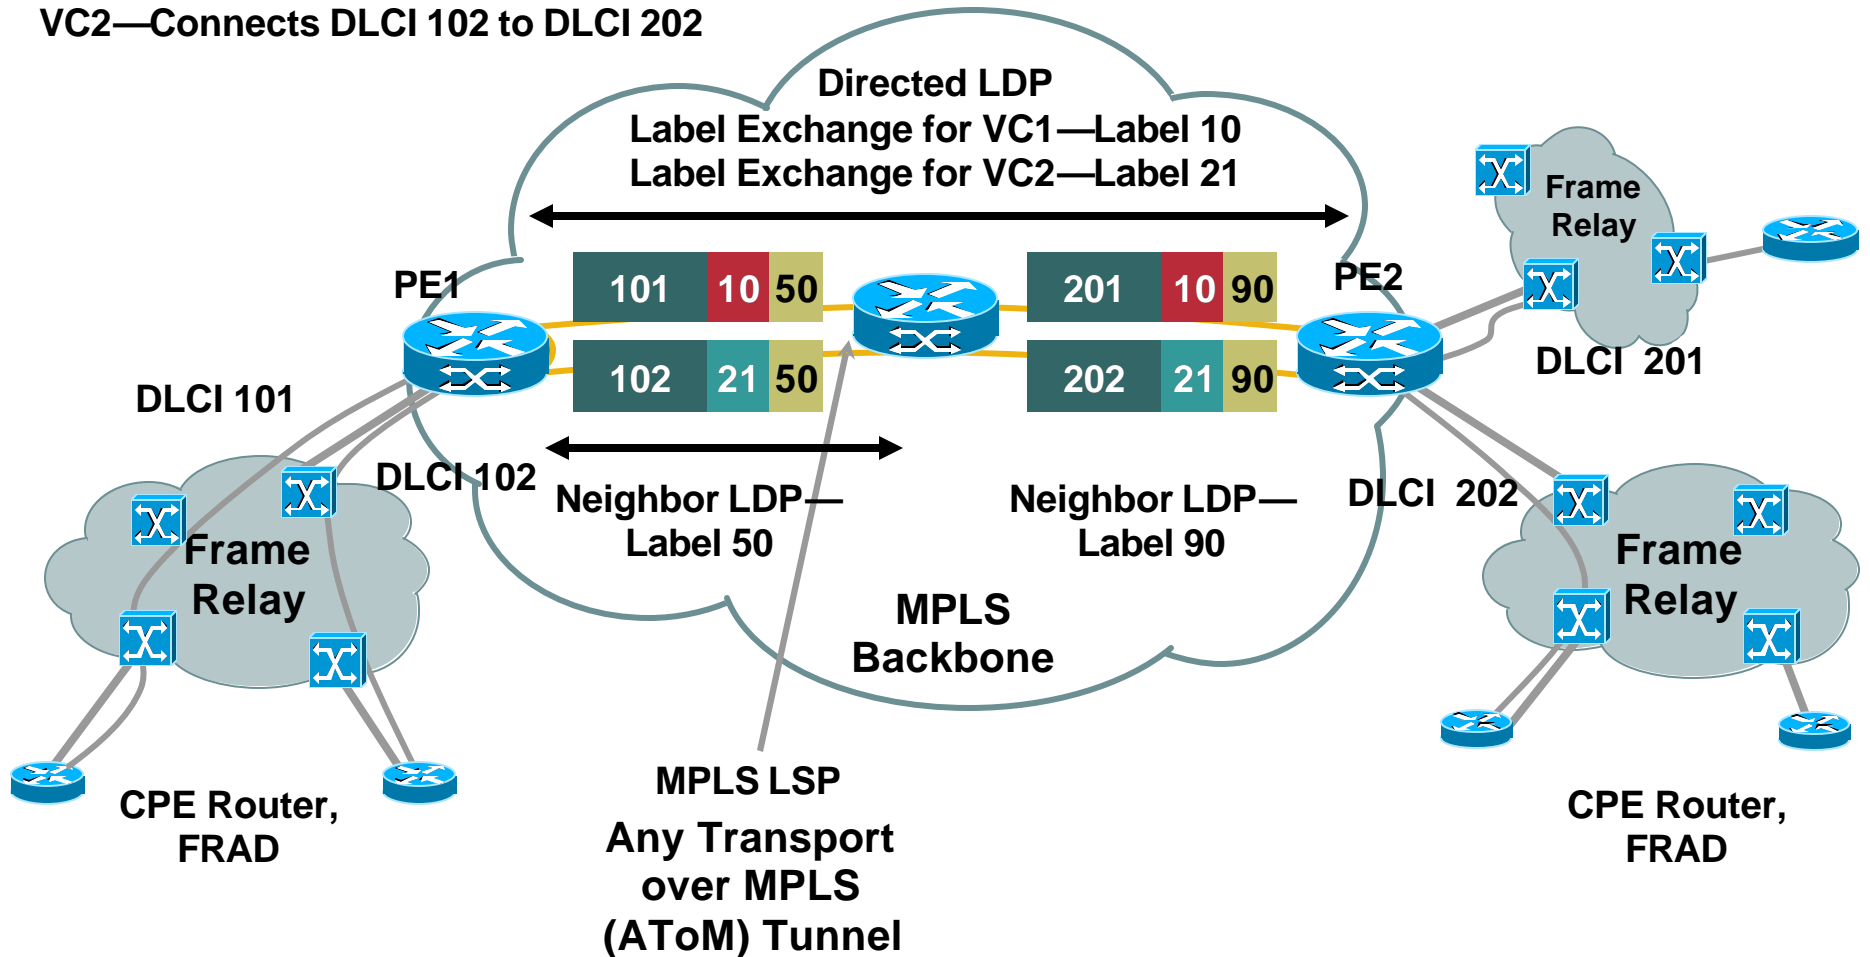 VC2—Connects DLCI 102 to DLCI 202
Directed LDP
Label Exchange for VC1—Label 10
Label Exchange for VC2—Label 21
Frame
Relay
PE1
101 10 50
201 10 90
PE2
102 21 50
202 21 90
DLCI 201
DLCI 101
DLCI 102
Neighbor LDP—
Label 50
Neighbor LDP—
Label 90
DLCI 202
Frame
Relay
Frame
Relay
MPLS
Backbone
MPLS LSP
CPE Router,
FRAD
Any Transport
over MPLS
(AToM) Tunnel
CPE Router,
FRAD